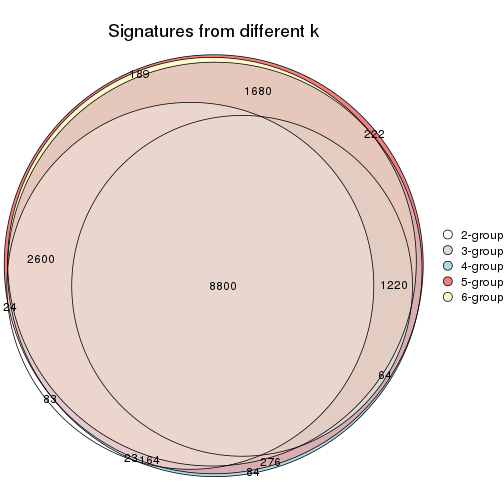 Signatures from different k
189
1680
222
2-group
3-group
4-group
5-group
6-group
2600
8800
1220
24
64
83
23
164
276
84